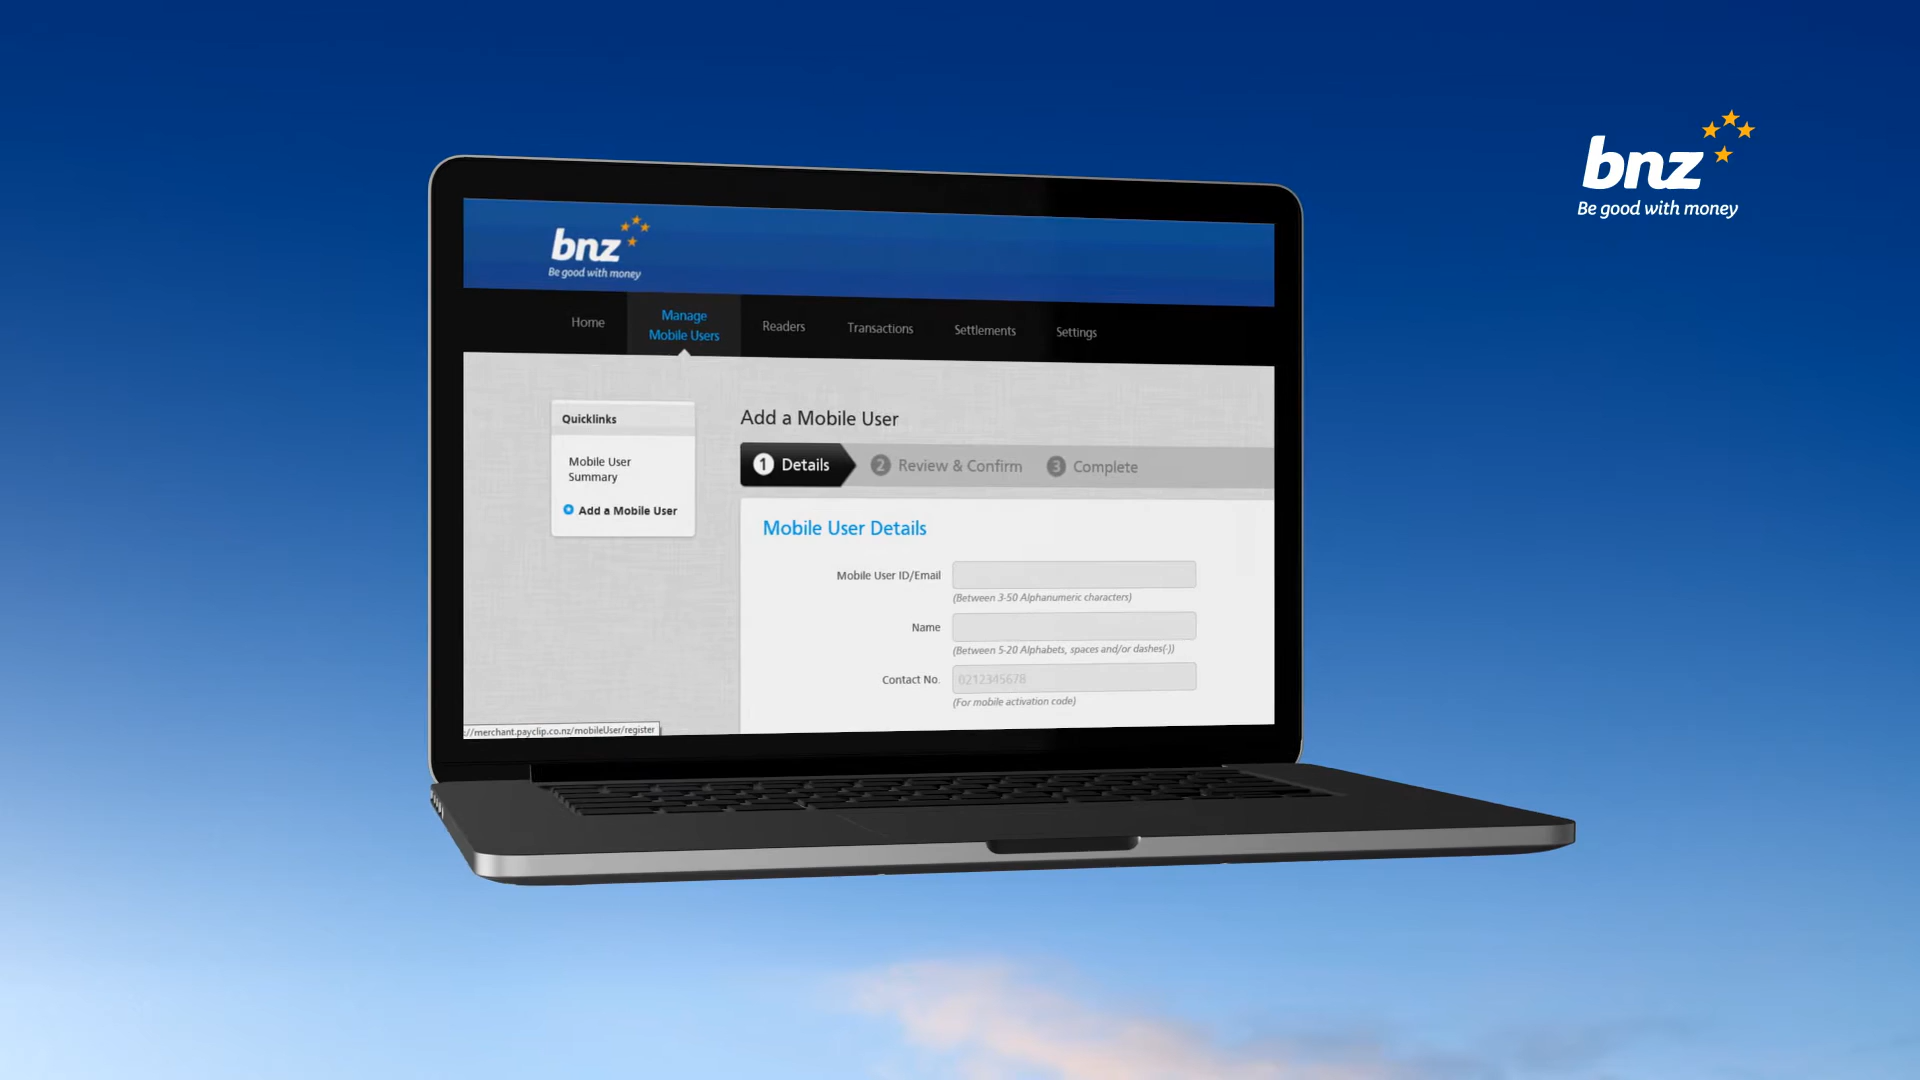 bnz
Be good with money
bnz
Be good with money
Home
Manage
Mobile Users
Readers
Transactions
Settlements
Settings
Quicklinks
Mobile User
Summary
Add a Mobile User
Add a Mobile User
1 Details
2 Review & Confirm
3 Complete
Mobile User Details
Mobile User ID/Email
(Between 3-50 Alphanumeric characters)
Name
(Between 5-20 Alphabets, spaces and/or dashes(-))
Contact No.
0212345678
(For mobile activation code)
://merchant.payclip.co.nz/mobileUser/register